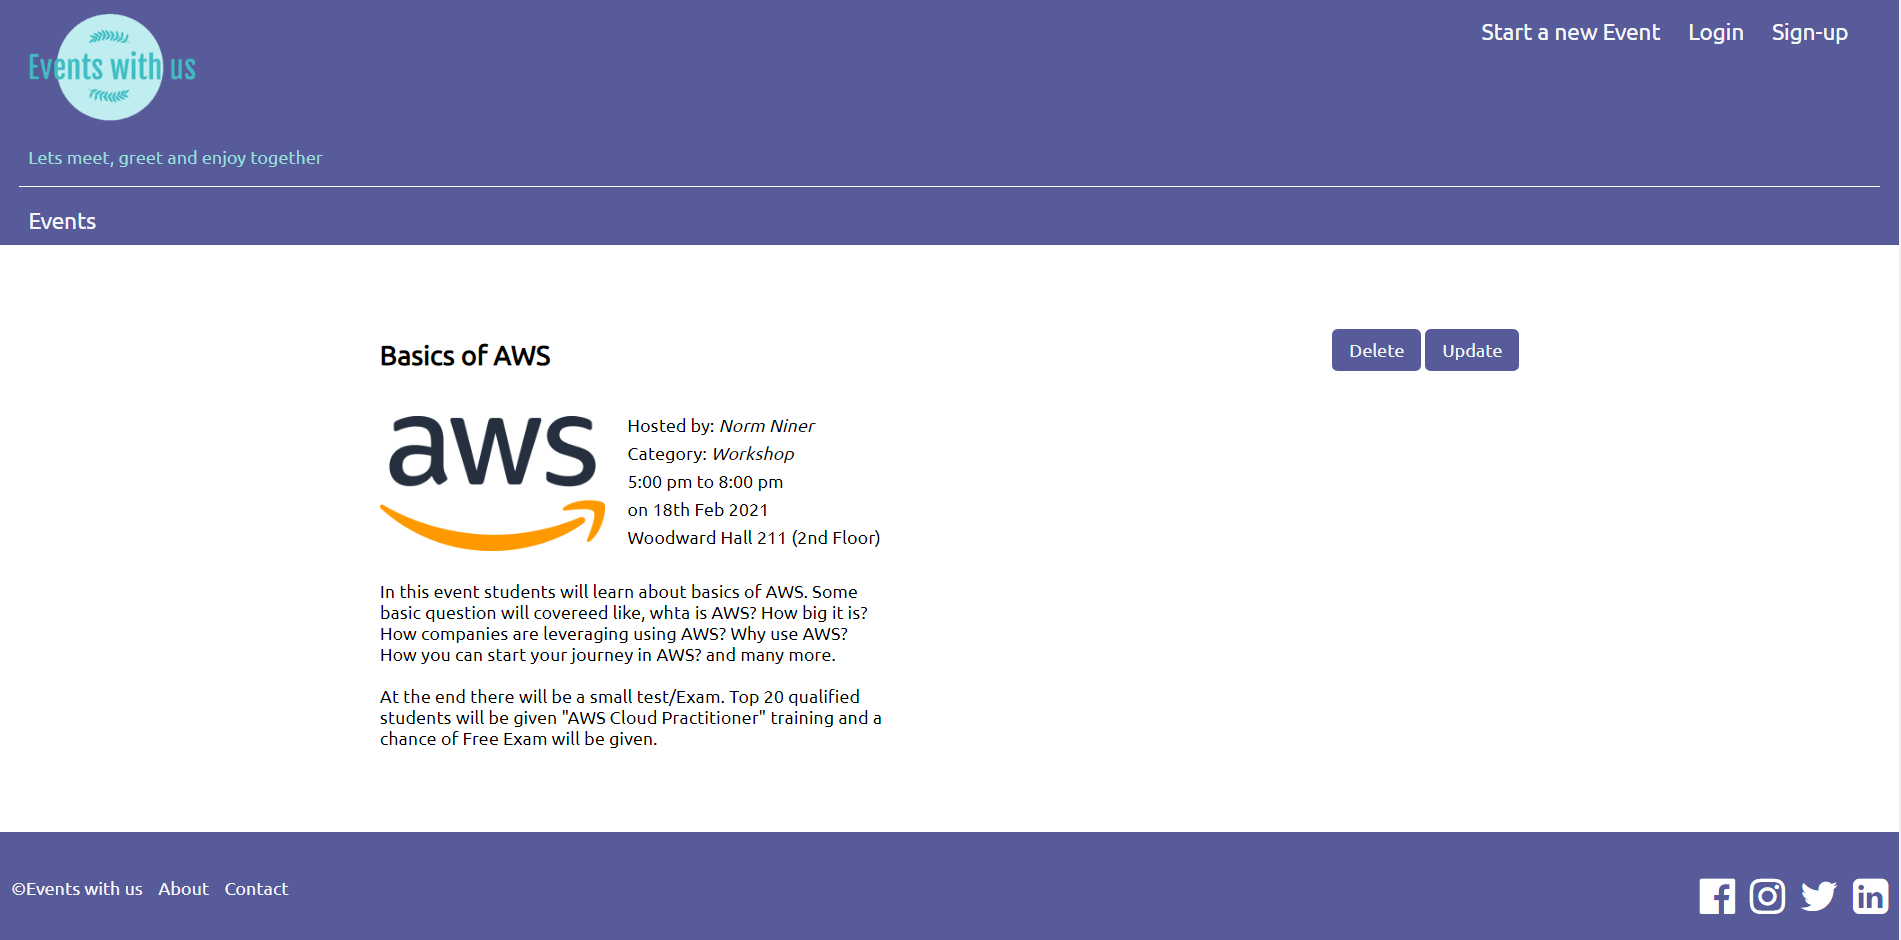 Events with us
Start a new Event Login Sign-up
Lets meet, greet and enjoy together
Events
Basics of AWS
Delete Update
aws
Hosted by: Norm Niner
Category: Workshop
5:00 pm to 8:00 pm
on 18th Feb 2021
Woodward Hall 211 (2nd Floor)
In this event students will learn about basics of AWS. Some
basic question will covereed like, whta is AWS? How big it is?
How companies are leveraging using AWS? Why use AWS?
How you can start your journey in AWS? and many more.
At the end there will be a small test/Exam. Top 20 qualified
students will be given "AWS Cloud Practitioner" training and a
chance of Free Exam will be given.
©Events with us About Contact